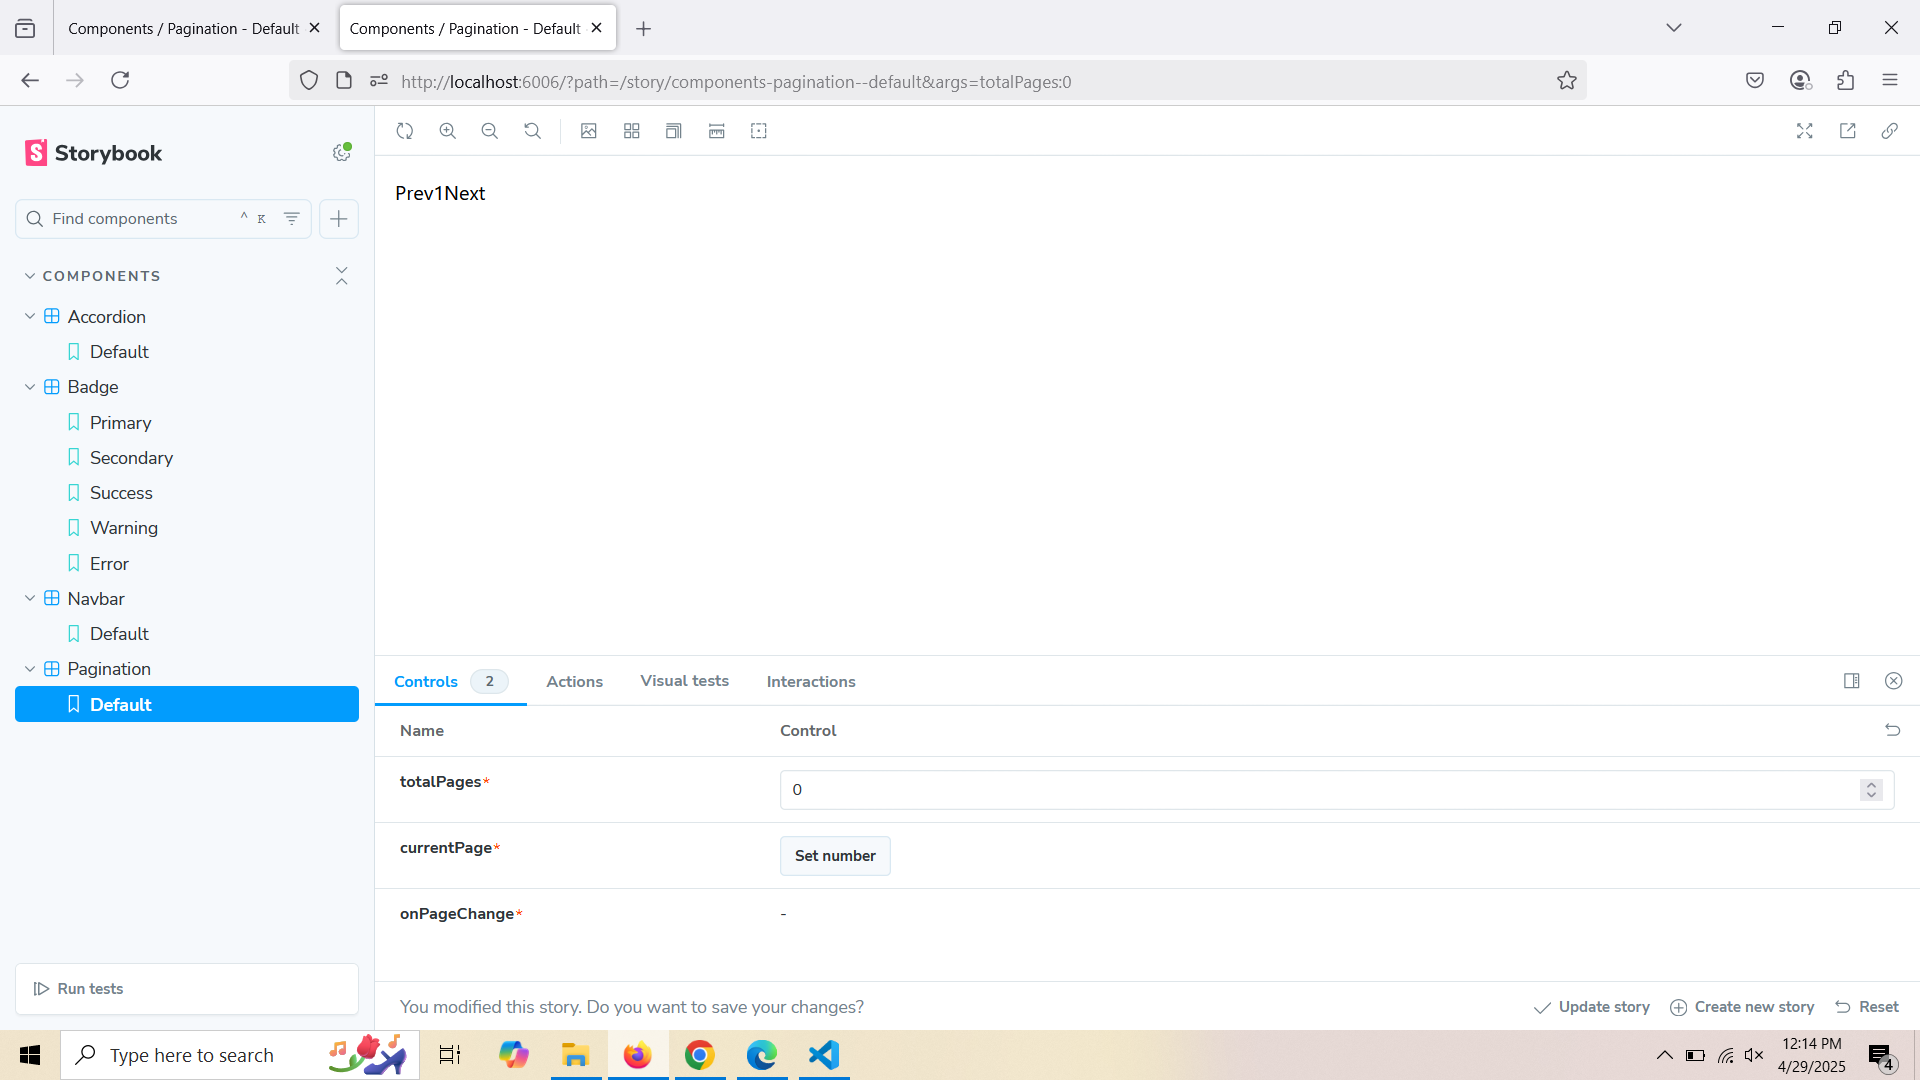 Components / Pagination - Default
Components / Pagination - Default
http://localhost:6006/?path=/story/components-pagination--default&args=totalPages:0
Storybook
Find components
^ K
COMPONENTS
Accordion
Default
Badge
Primary
Secondary
Success
Warning
Error
Navbar
Default
Pagination
Default
Run tests
Prev1Next
Controls 2 Actions Visual tests Interactions
Name Control
totalPages* 0
currentPage* Set number
onPageChange* -
You modified this story. Do you want to save your changes? Update story Create new story Reset
Type here to search
12:14 PM
4/29/2025
4